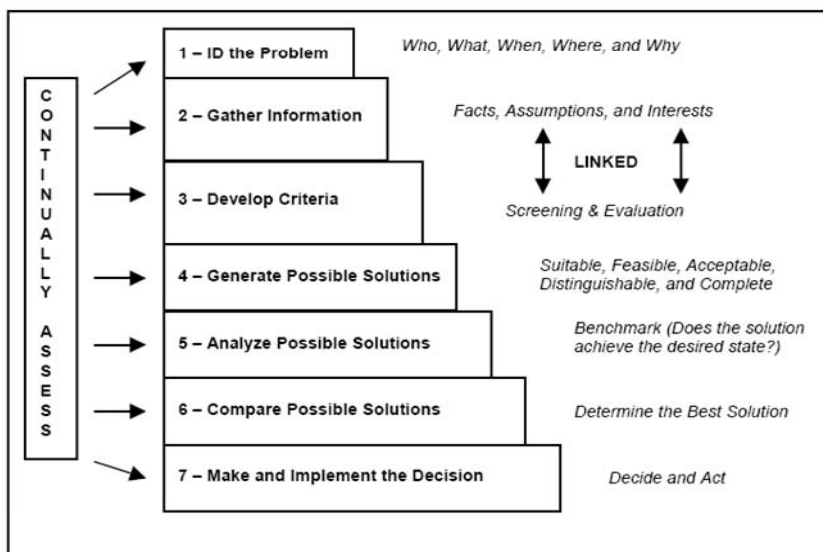 CONTINUALLY ASSESS
1 – ID the Problem
Who, What, When, Where, and Why
2 – Gather Information
Facts, Assumptions, and Interests
LINKED
3 – Develop Criteria
Screening & Evaluation
4 – Generate Possible Solutions
Suitable, Feasible, Acceptable,
Distinguishable, and Complete
5 – Analyze Possible Solutions
Benchmark (Does the solution
achieve the desired state?)
6 – Compare Possible Solutions
Determine the Best Solution
7 – Make and Implement the Decision
Decide and Act